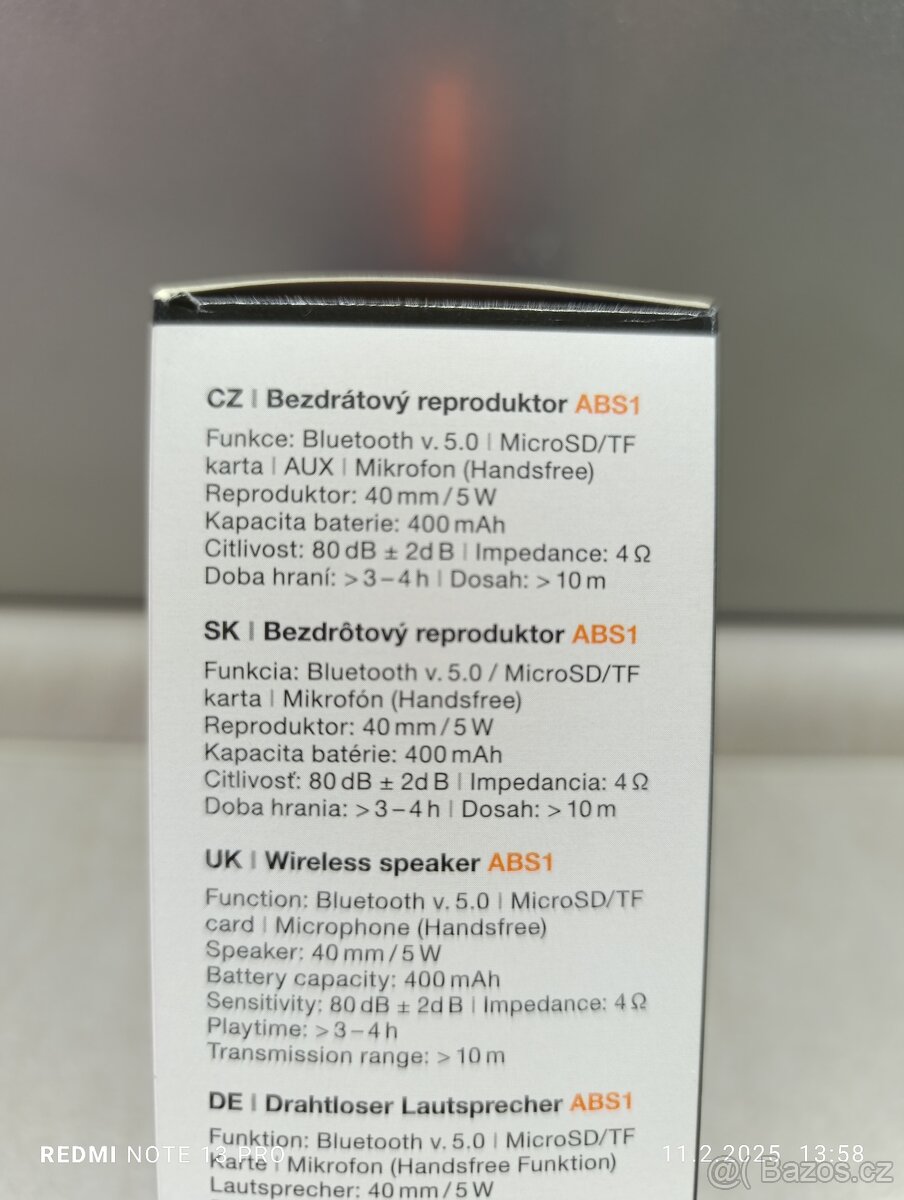 CZ | Bezdrátový reproduktor ABS1
Funkce: Bluetooth v. 5.0 | MicroSD/TF
karta | AUX | Mikrofon (Handsfree)
Reproduktor: 40 mm / 5 W
Kapacita baterie: 400 mAh
Citlivost: 80 dB ± 2d B | Impedance: 4 Ω
Doba hraní: > 3 – 4 h | Dosah: > 10 m
SK | Bezdrôtový reproduktor ABS1
Funkcia: Bluetooth v. 5.0 / MicroSD/TF
karta | Mikrofón (Handsfree)
Reproduktor: 40 mm / 5 W
Kapacita batérie: 400 mAh
Citlivosť: 80 dB ± 2d B | Impedancia: 4 Ω
Doba hrania: > 3 – 4 h | Dosah: > 10 m
UK | Wireless speaker ABS1
Function: Bluetooth v. 5.0 | MicroSD/TF
card | Microphone (Handsfree)
Speaker: 40 mm / 5 W
Battery capacity: 400 mAh
Sensitivity: 80 dB ± 2d B | Impedance: 4 Ω
Playtime: > 3 – 4 h
Transmission range: > 10 m
DE | Drahtloser Lautsprecher ABS1
Funktion: Bluetooth v. 5.0 | MicroSD/TF
Karte | Mikrofon (Handsfree Funktion)
Lautsprecher: 40 mm / 5 W
REDMI NOTE 13 PRO
11.2.2025 13:58
@( Bazos.cz